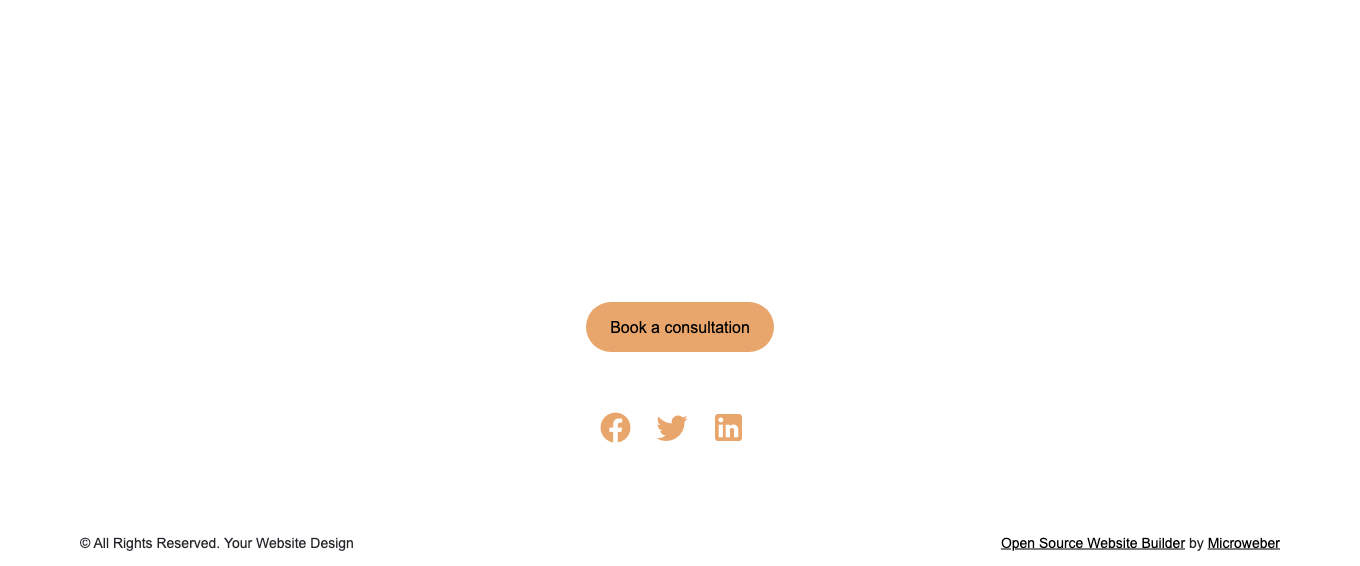 Book a consultation
© All Rights Reserved. Your Website Design
Open Source Website Builder by Microweber